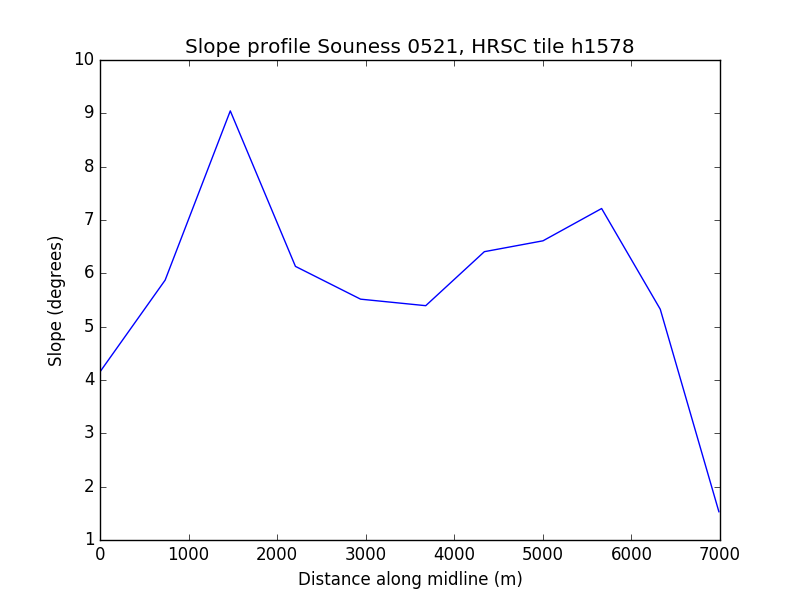 Slope profile Souness 0521, HRSC tile h1578
10
9
8
7
6
5
4
3
2
1
Slope (degrees)
0 1000 2000 3000 4000 5000 6000 7000
Distance along midline (m)